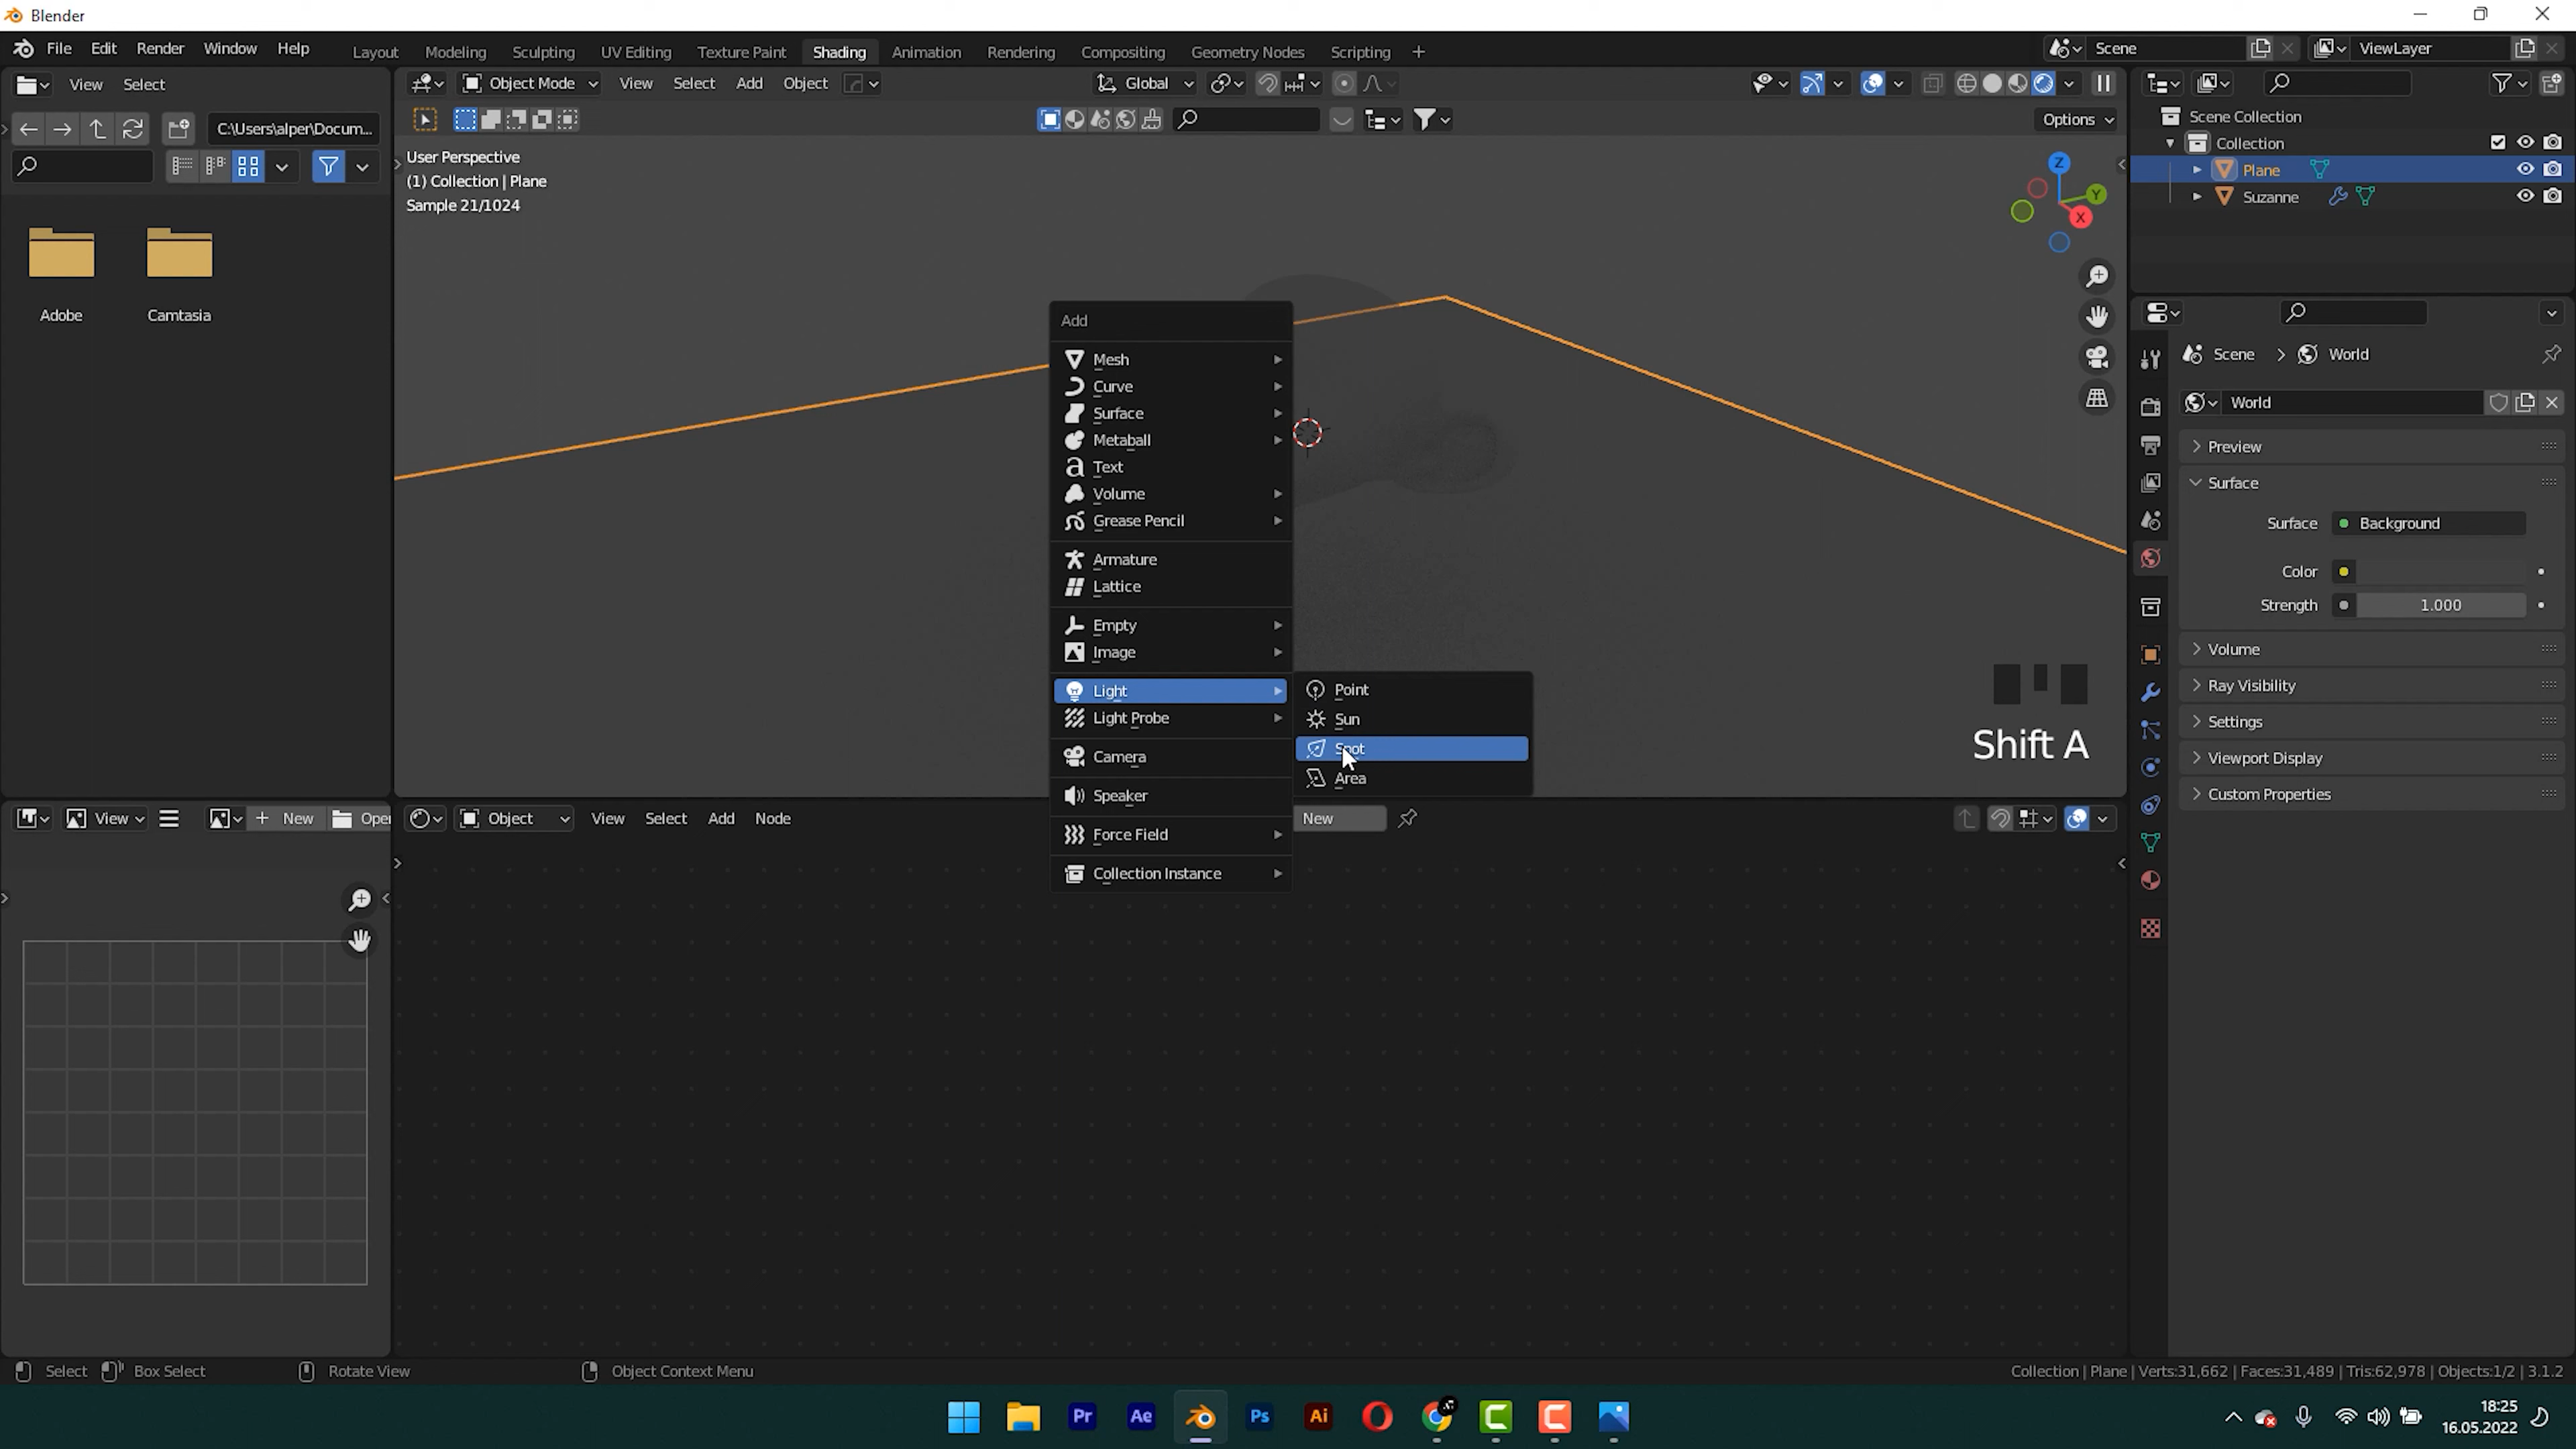 Blender
File Edit Render Window Help
Layout Modeling Sculpting UV Editing Texture Paint Shading Animation Rendering Compositing Geometry Nodes Scripting +
Scene ViewLayer
View Select
Object Mode View Select Add Object Global
C:\Users\alper\Docum...
Options
Adobe Camtasia
User Perspective
(1) Collection | Plane
Sample 21/1024
Z
Y
X
Scene Collection
Collection
Plane
Suzanne
Add
Mesh
Curve
Surface
Metaball
Text
Volume
Grease Pencil
Armature
Lattice
Empty
Image
Light
Light Probe
Camera
Speaker
Force Field
Collection Instance
Point
Sun
Spot
Area
Shift A
Scene > World
World
Preview
Surface
Surface Background
Color
Strength 1.000
Volume
Ray Visibility
Settings
Viewport Display
Custom Properties
View + New Oper
Object View Select Add Node
New
Select Box Select Rotate View Object Context Menu
Collection | Plane | Verts:31,662 | Faces:31,489 | Tris:62,978 | Objects:1/2 | 3.1.2
Pr Ae Ps Ai
18:25
16.05.2022